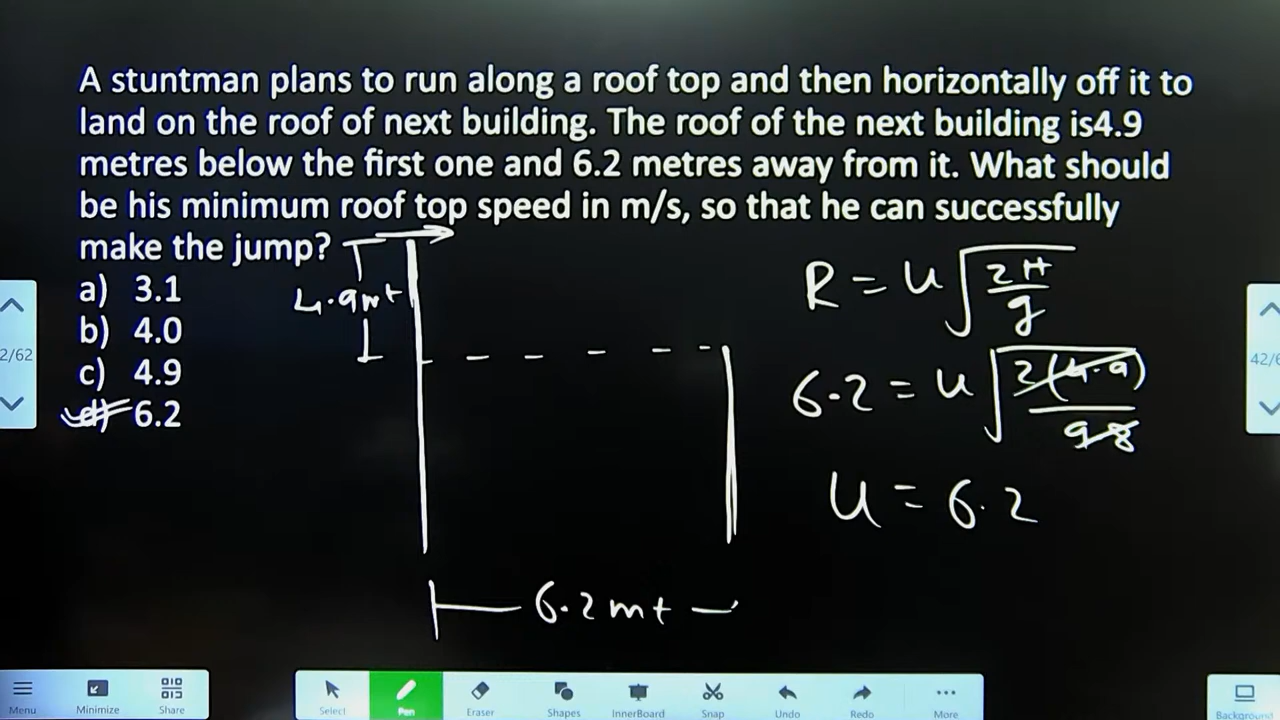 A stuntman plans to run along a roof top and then horizontally off it to
land on the roof of next building. The roof of the next building is4.9
metres below the first one and 6.2 metres away from it. What should
be his minimum roof top speed in m/s, so that he can successfully
make the jump?
a) 3.1
b) 4.0
c) 4.9
d) 6.2
4.9mt
6.2mt
R = u√2H/g
6.2 = u√2(4.9)/9.8
u = 6.2
2/62
42/6
Menu
Minimize
Share
Select
Pen
Eraser
Shapes
InnerBoard
Snap
Undo
Redo
More
Background